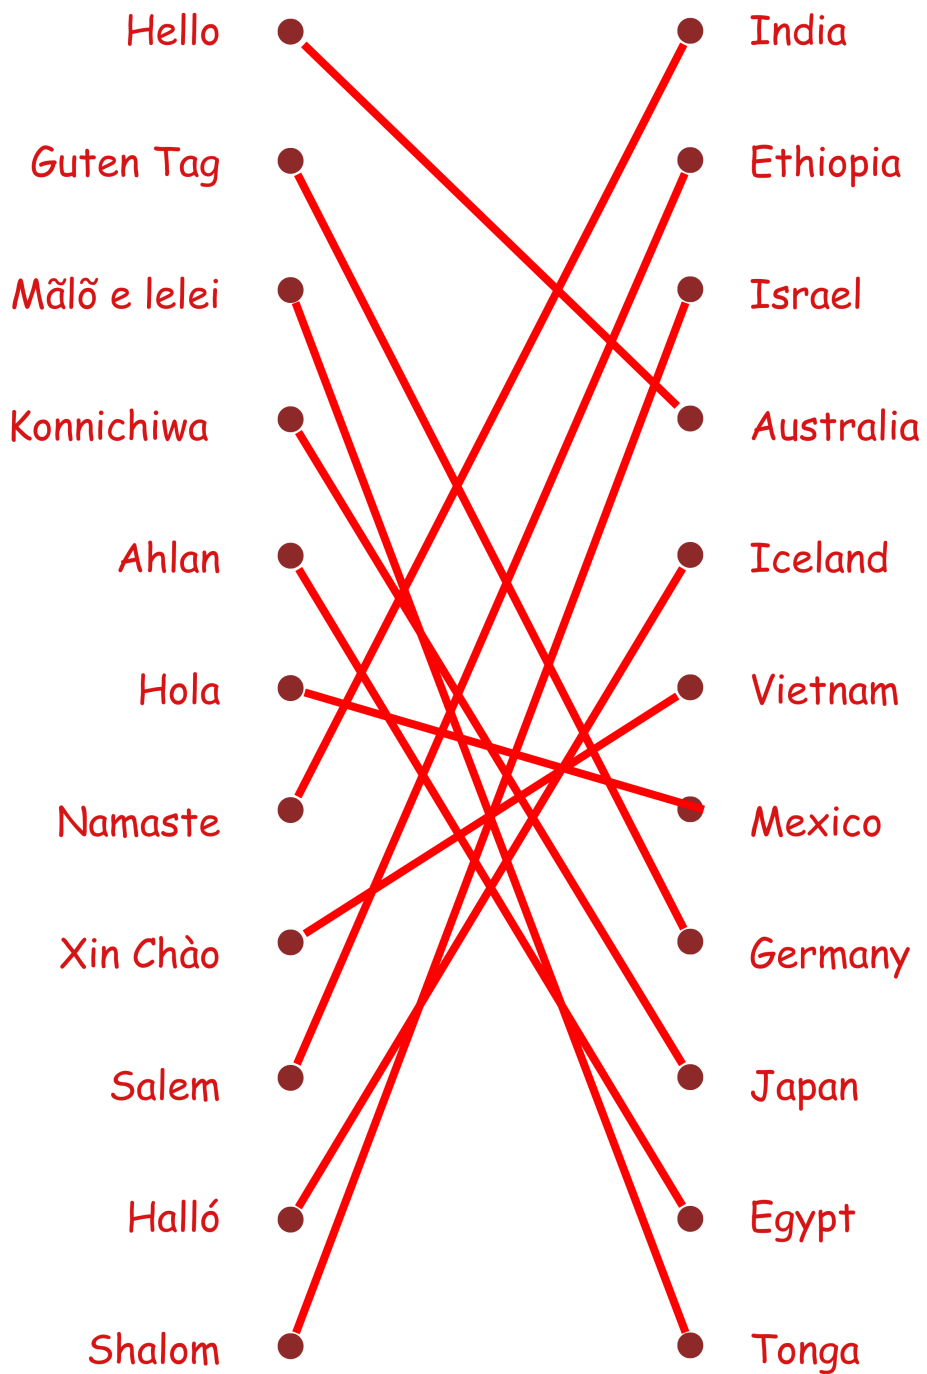 Hello
India
Guten Tag
Ethiopia
Mãlõ e lelei
Israel
Konnichiwa
Australia
Ahlan
Iceland
Hola
Vietnam
Namaste
Mexico
Xin Chào
Germany
Salem
Japan
Halló
Egypt
Shalom
Tonga